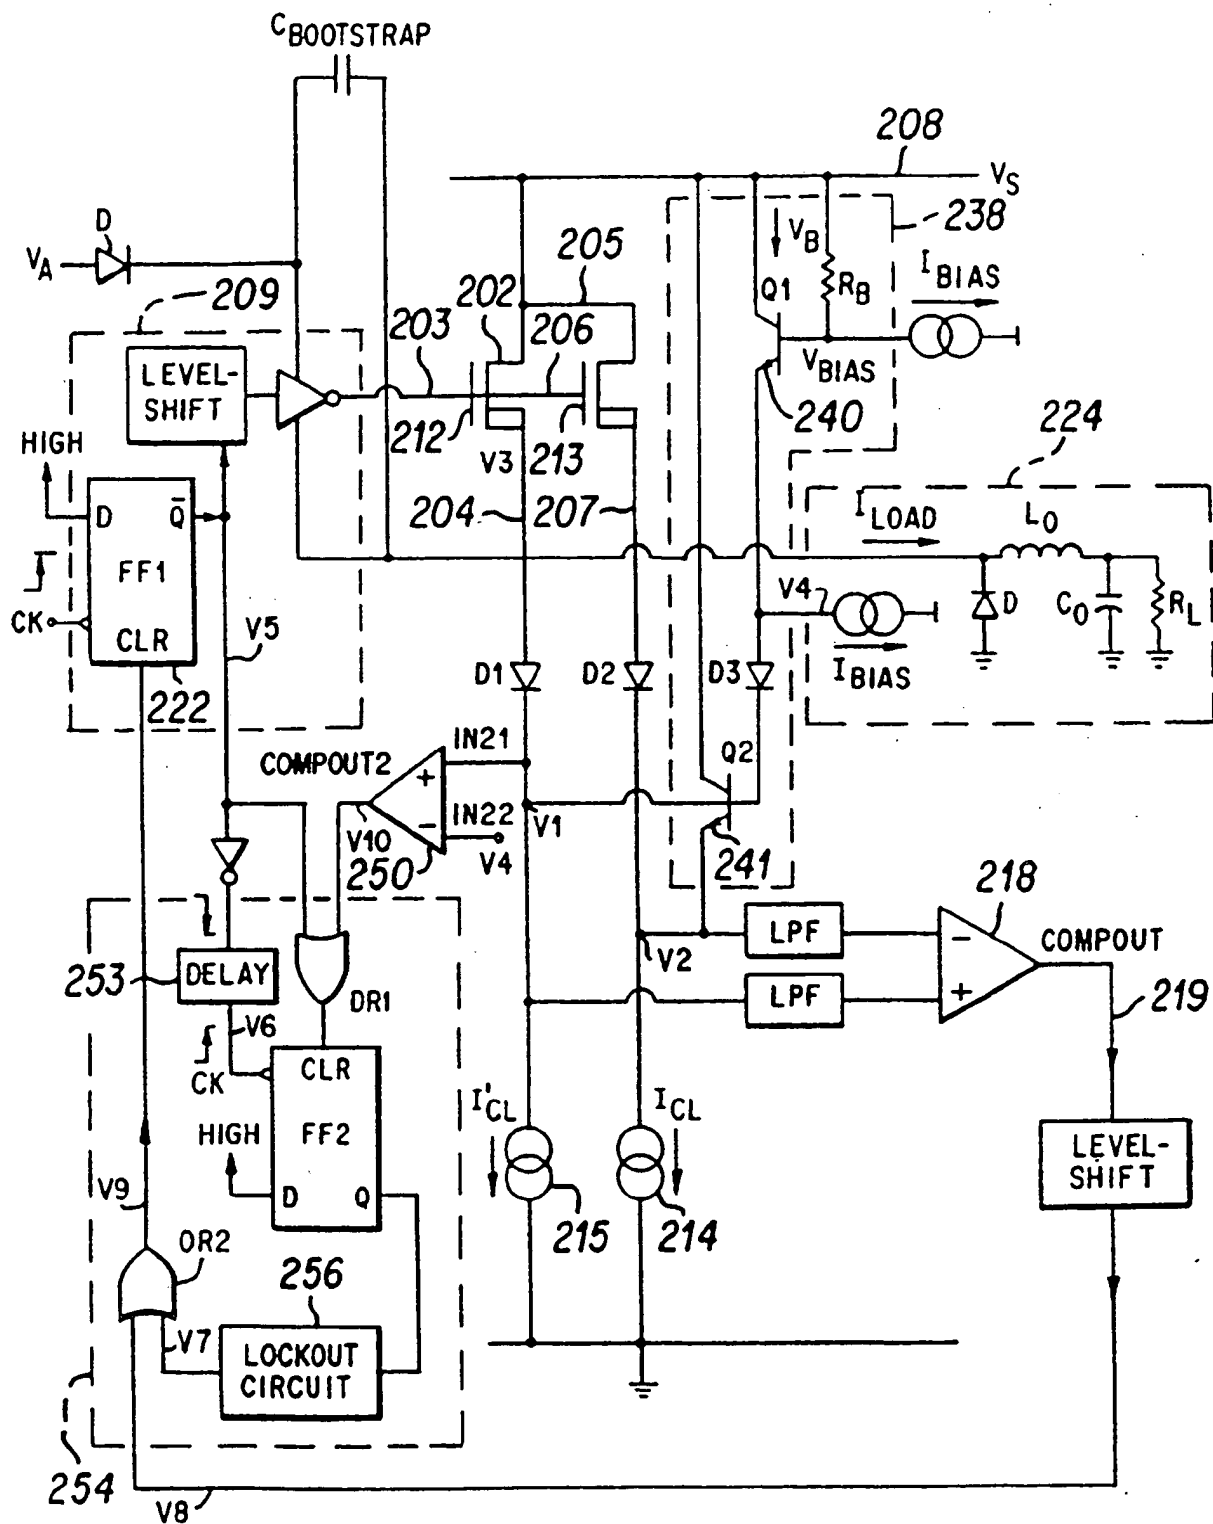 CBOOTSTRAP
208
VS
D
VA
209
238
VB
205
IBIAS
202
Q1
RB
203
206
LEVEL-
SHIFT
VBIAS
240
212
213
224
HIGH
V3
D
Q̄
204
207
ILOAD
LO
FF1
CK
V4
D
CO
RL
CLR
V5
222
D1
D2
D3
IBIAS
COMPOUT2
IN21
Q2
+
−
IN22
V10
V1
V4
250
241
218
LPF
−
COMPOUT
V2
253
DELAY
LPF
+
219
DR1
V6
CK
CLR
I'CL
ICL
HIGH
FF2
LEVEL-
SHIFT
V9
D
Q
215
214
OR2
256
V7
LOCKOUT
CIRCUIT
254
V8